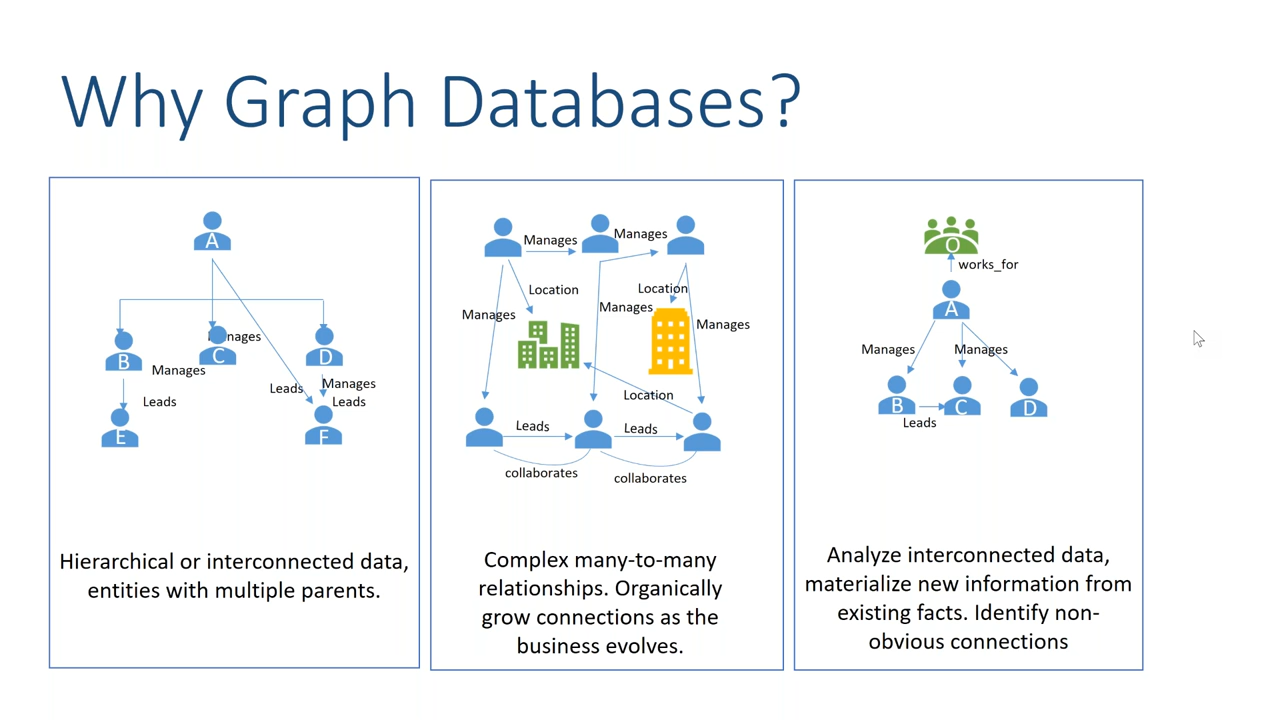 Why Graph Databases?
A
Manages
B
C
D
Manages
Leads
Manages
Leads
Leads
E
F
Hierarchical or interconnected data,
entities with multiple parents.
Manages
Manages
Location
Location
Manages
Manages
Manages
Location
Leads
Leads
collaborates
collaborates
Complex many-to-many
relationships. Organically
grow connections as the
business evolves.
O
works_for
A
Manages
Manages
B
C
D
Leads
Analyze interconnected data,
materialize new information from
existing facts. Identify non-
obvious connections